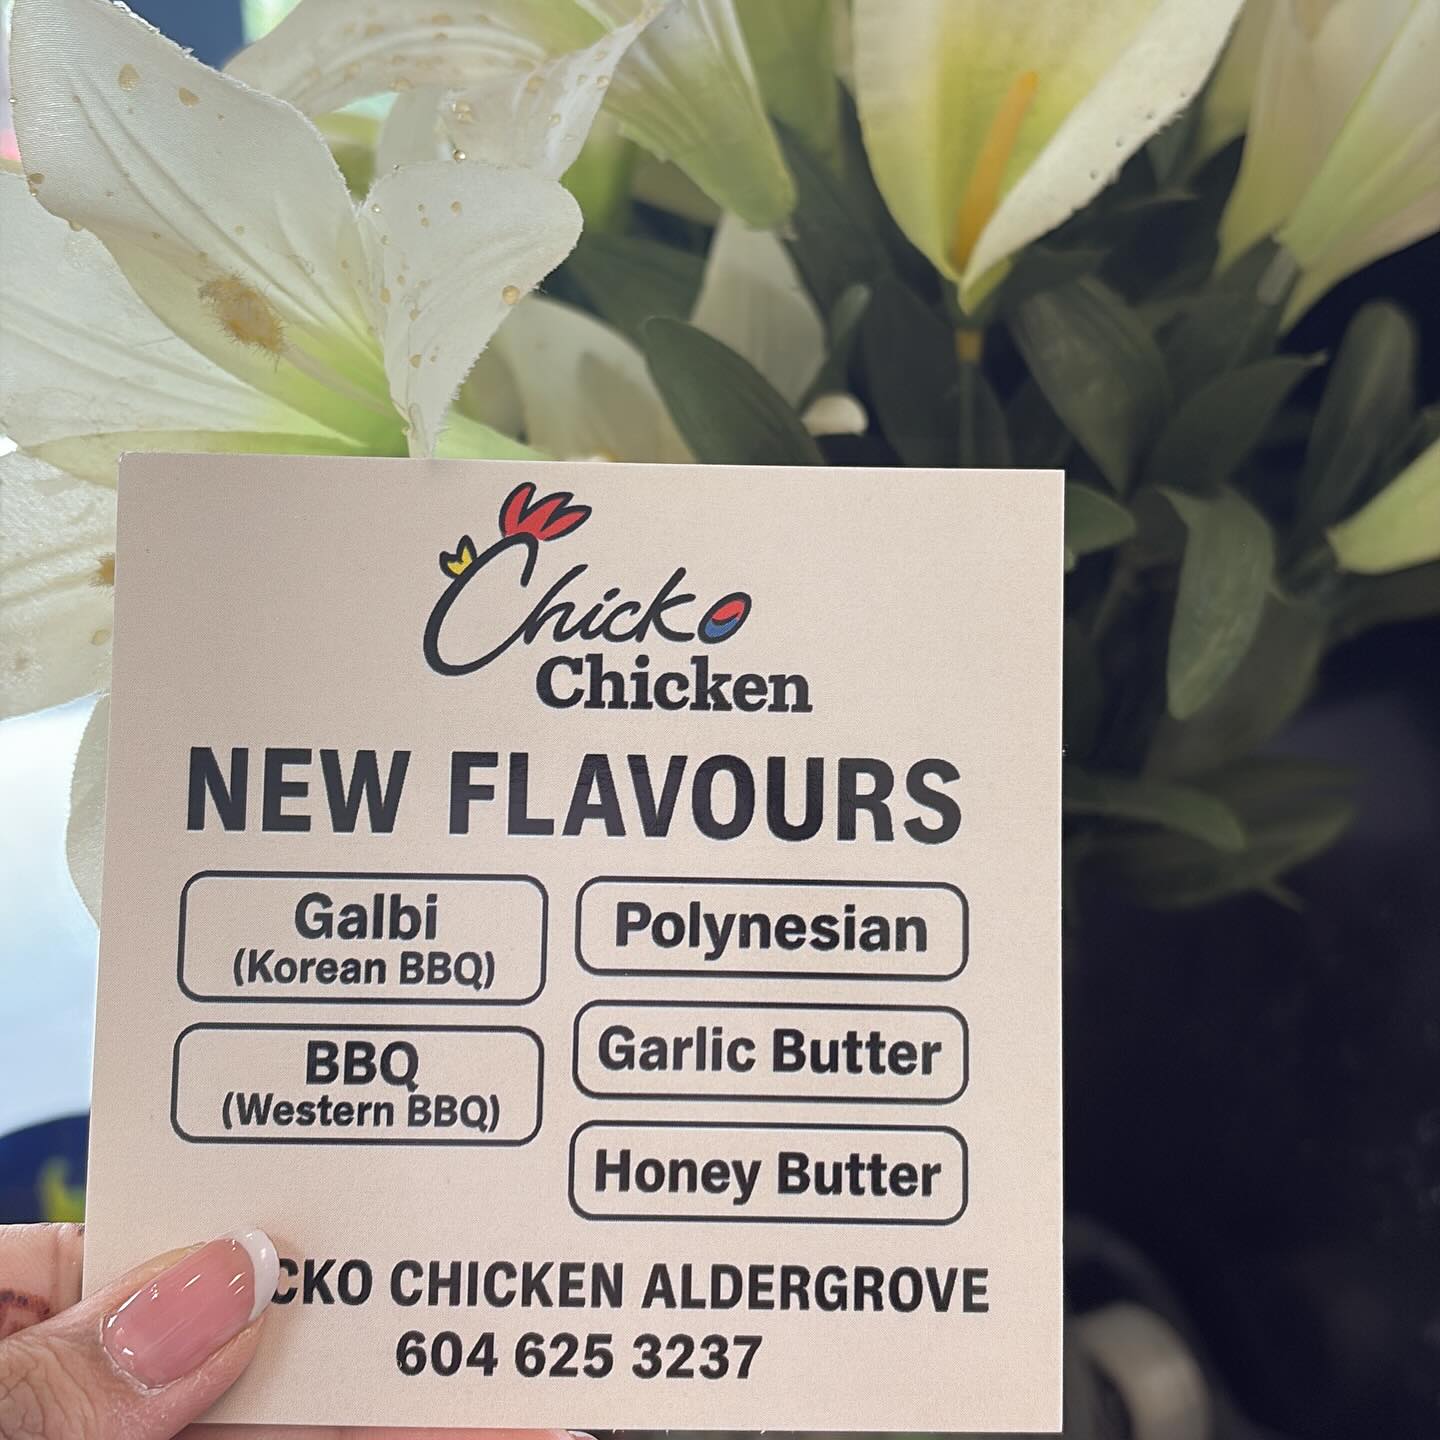 Chicko
Chicken
NEW FLAVOURS
Galbi
(Korean BBQ)
BBQ
(Western BBQ)
Polynesian
Garlic Butter
Honey Butter
CKO CHICKEN ALDERGROVE
604 625 3237